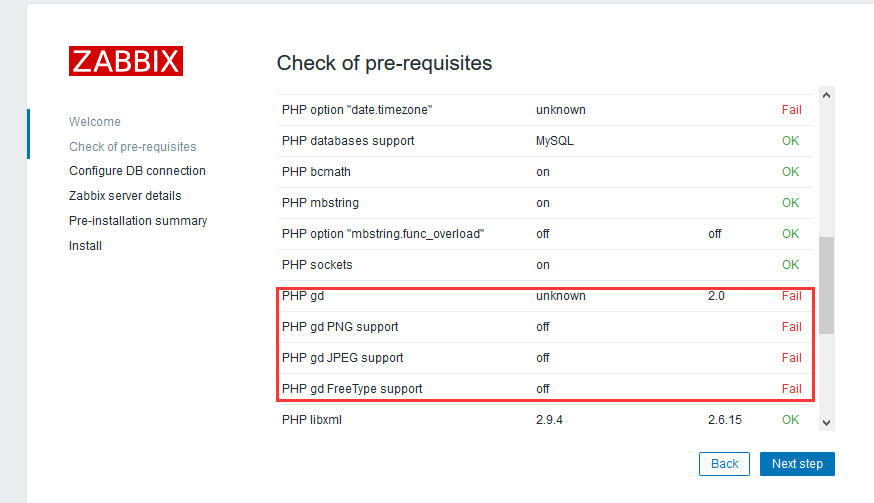 ZABBIX
Check of pre-requisites
Welcome
Check of pre-requisites
Configure DB connection
Zabbix server details
Pre-installation summary
Install
PHP option "date.timezone" unknown Fail
PHP databases support MySQL OK
PHP bcmath on OK
PHP mbstring on OK
PHP option "mbstring.func_overload" off off OK
PHP sockets on OK
PHP gd unknown 2.0 Fail
PHP gd PNG support off Fail
PHP gd JPEG support off Fail
PHP gd FreeType support off Fail
PHP libxml 2.9.4 2.6.15 OK
Back Next step